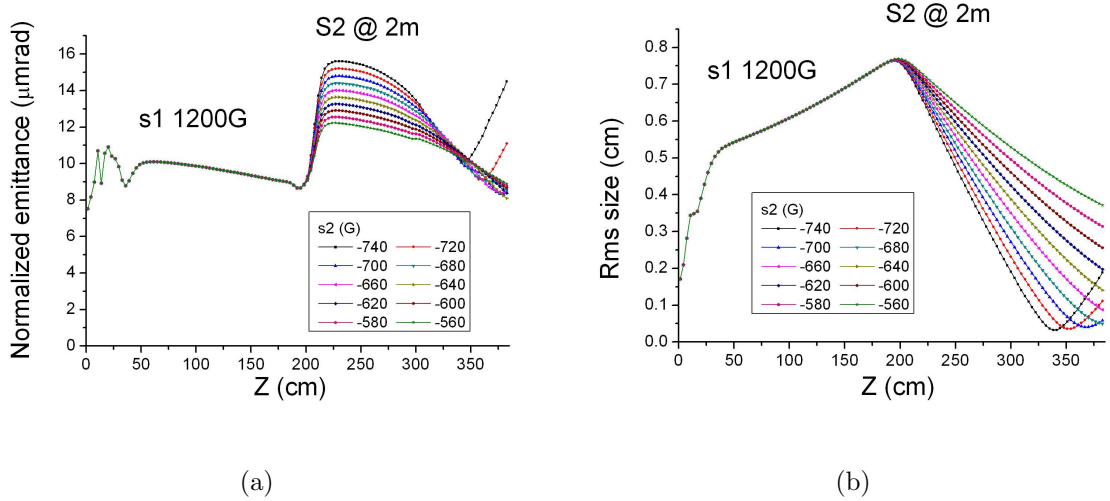 S2 @ 2m
s1 1200G
Normalized emittance (μmrad)
16
14
12
10
8
6
4
2
0
s2 (G)
-740 -720
-700 -680
-660 -640
-620 -600
-580 -560
0 50 100 150 200 250 300 350
Z (cm)
(a)
S2 @ 2m
s1 1200G
Rms size (cm)
0.8
0.7
0.6
0.5
0.4
0.3
0.2
0.1
0.0
s2 (G)
-740 -720
-700 -680
-660 -640
-620 -600
-580 -560
0 50 100 150 200 250 300 350
Z (cm)
(b)